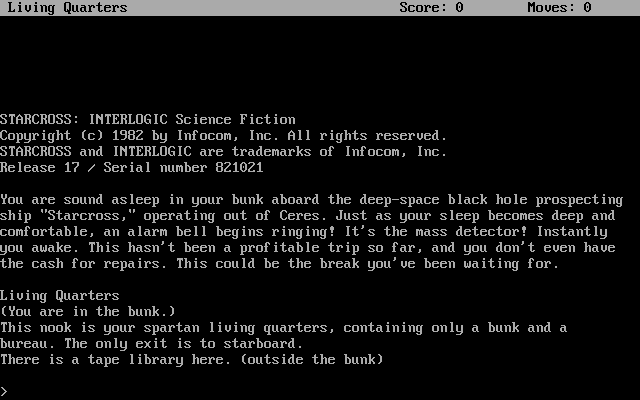 Living Quarters Score: 0 Moves: 0
STARCROSS: INTERLOGIC Science Fiction
Copyright (c) 1982 by Infocom, Inc. All rights reserved.
STARCROSS and INTERLOGIC are trademarks of Infocom, Inc.
Release 17 / Serial number 821021
You are sound asleep in your bunk aboard the deep-space black hole prospecting
ship "Starcross," operating out of Ceres. Just as your sleep becomes deep and
comfortable, an alarm bell begins ringing! It's the mass detector! Instantly
you awake. This hasn't been a profitable trip so far, and you don't even have
the cash for repairs. This could be the break you've been waiting for.
Living Quarters
(You are in the bunk.)
This nook is your spartan living quarters, containing only a bunk and a
bureau. The only exit is to starboard.
There is a tape library here. (outside the bunk)
>